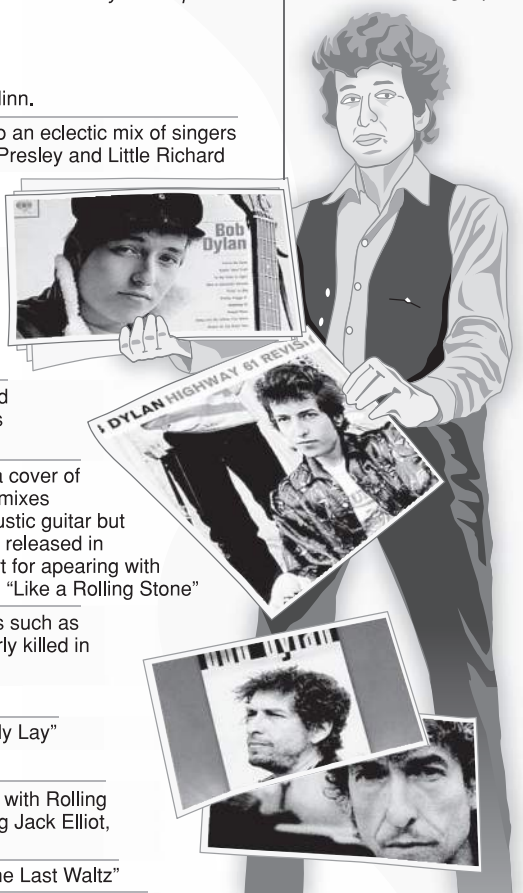 linn.
o an eclectic mix of singers
Presley and Little Richard
Bob
Dylan
DYLAN HIGHWAY 61 REVISI
d
s
a cover of
mixes
ustic guitar but
released in
t for apearing with
“Like a Rolling Stone”
s such as
rly killed in
dy Lay”
with Rolling
g Jack Elliot,
he Last Waltz”